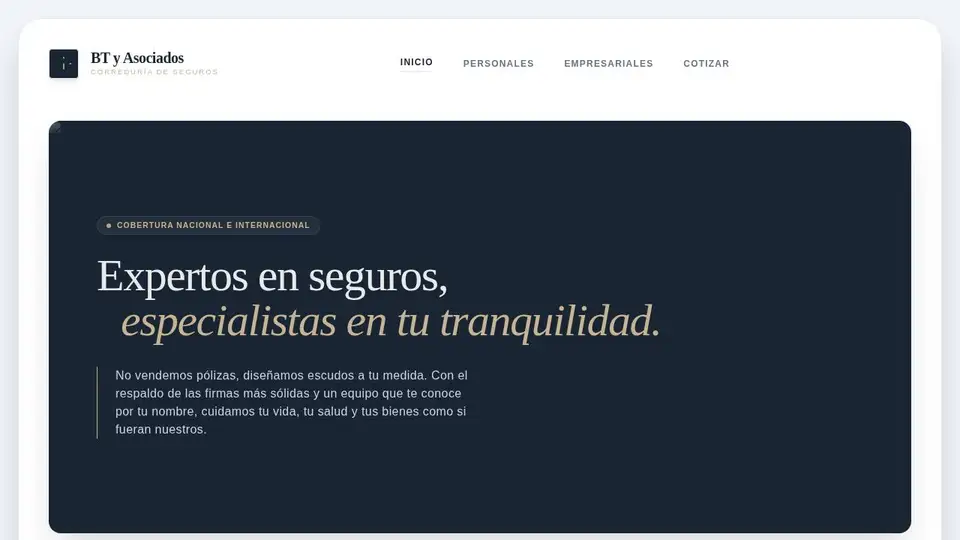 BT y Asociados
CORREDURÍA DE SEGUROS
INICIO
PERSONALES
EMPRESARIALES
COTIZAR
COBERTURA NACIONAL E INTERNACIONAL
Expertos en seguros,
especialistas en tu tranquilidad.
No vendemos pólizas, diseñamos escudos a tu medida. Con el
respaldo de las firmas más sólidas y un equipo que te conoce
por tu nombre, cuidamos tu vida, tu salud y tus bienes como si
fueran nuestros.